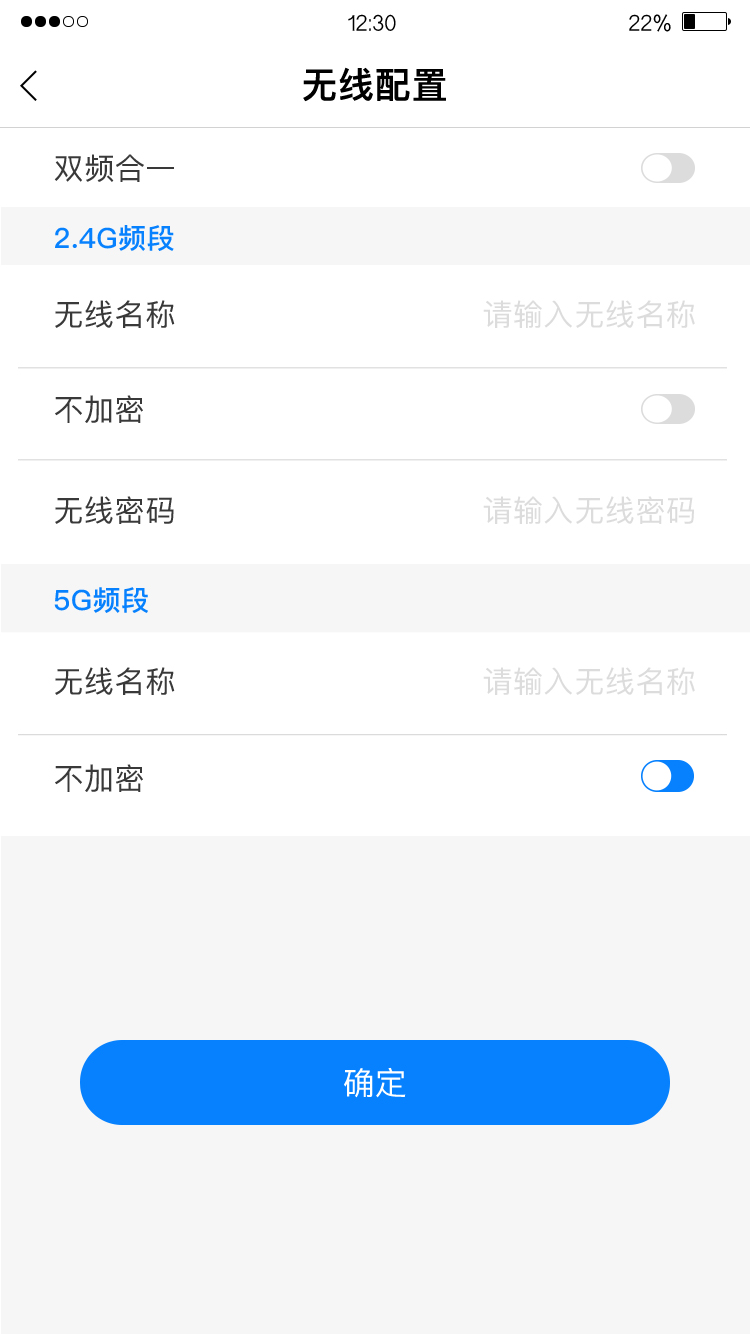 12:30 22%
无线配置
双频合一
2.4G频段
无线名称 请输入无线名称
不加密
无线密码 请输入无线密码
5G频段
无线名称 请输入无线名称
不加密
确定